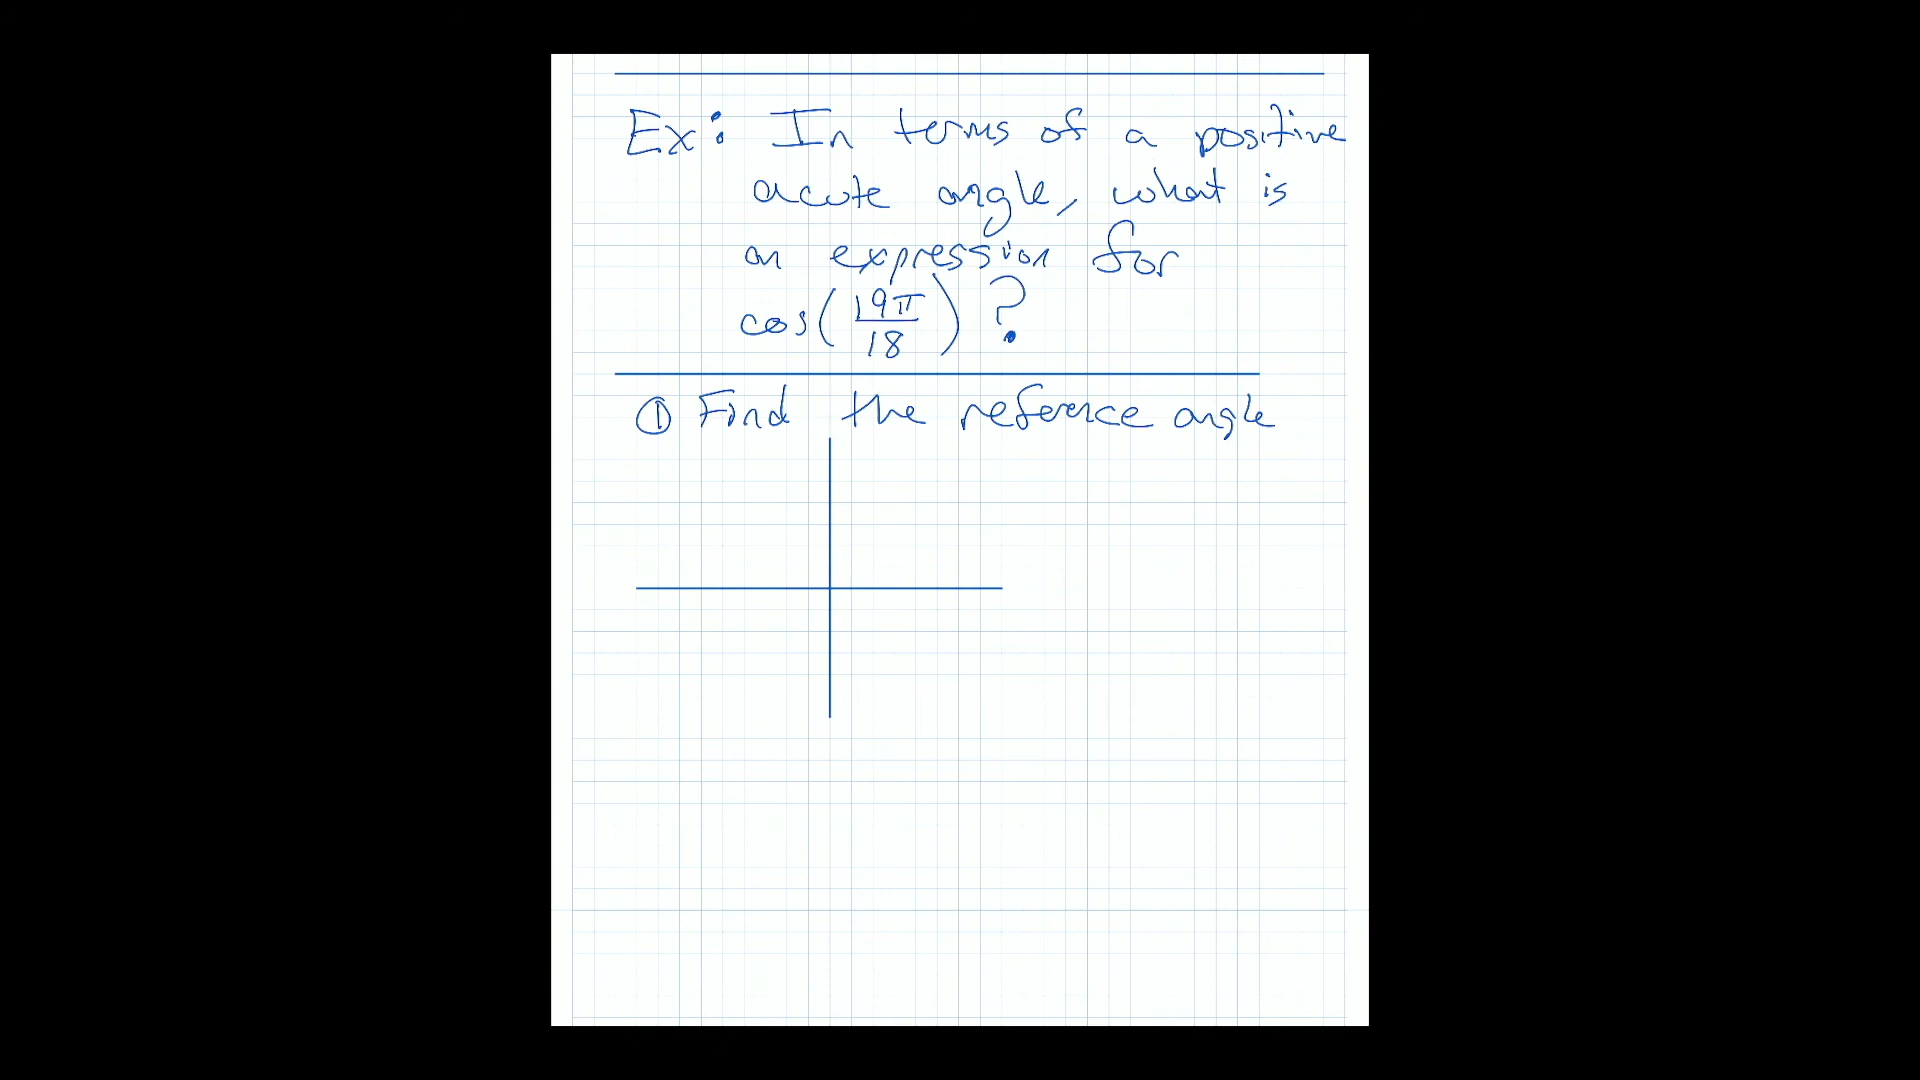 Ex: In terms of a positive
acute angle, what is
an expression for
cos(19π/18)?
① Find the reference angle